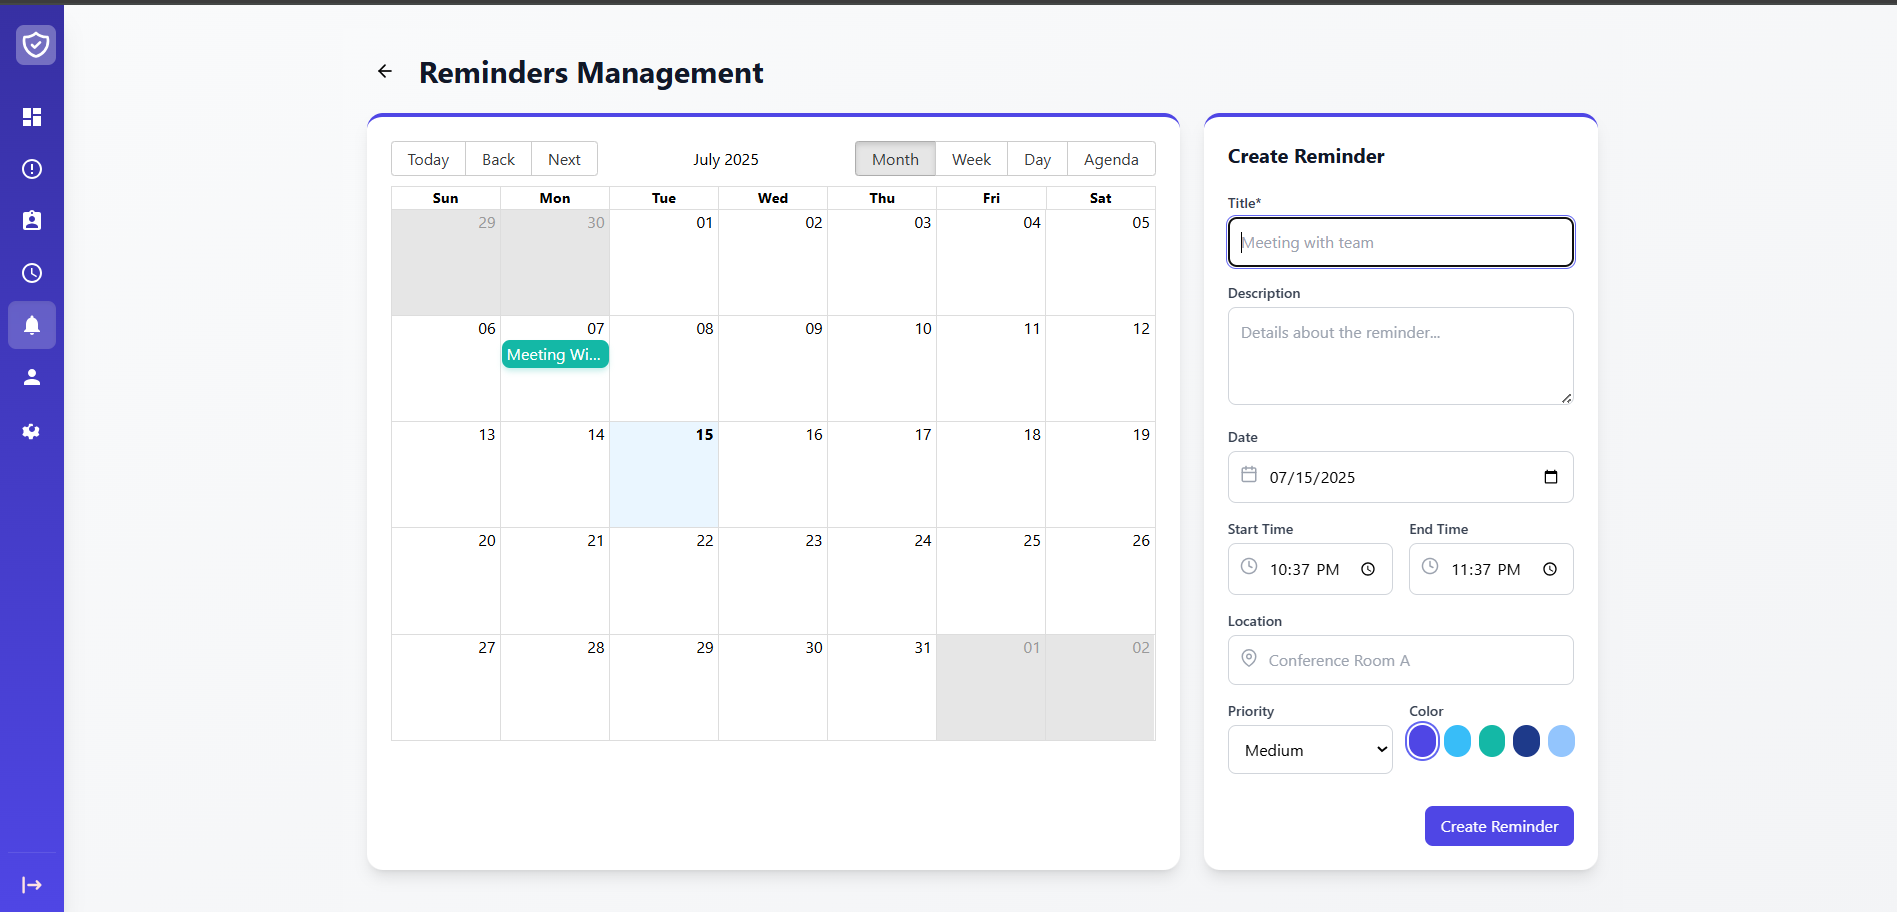 Reminders Management
Today Back Next July 2025 Month Week Day Agenda
Sun Mon Tue Wed Thu Fri Sat
29 30 01 02 03 04 05
06 07 08 09 10 11 12
Meeting Wi...
13 14 15 16 17 18 19
20 21 22 23 24 25 26
27 28 29 30 31 01 02
Create Reminder
Title*
Meeting with team
Description
Details about the reminder...
Date
07/15/2025
Start Time End Time
10:37 PM 11:37 PM
Location
Conference Room A
Priority Color
Medium
Create Reminder